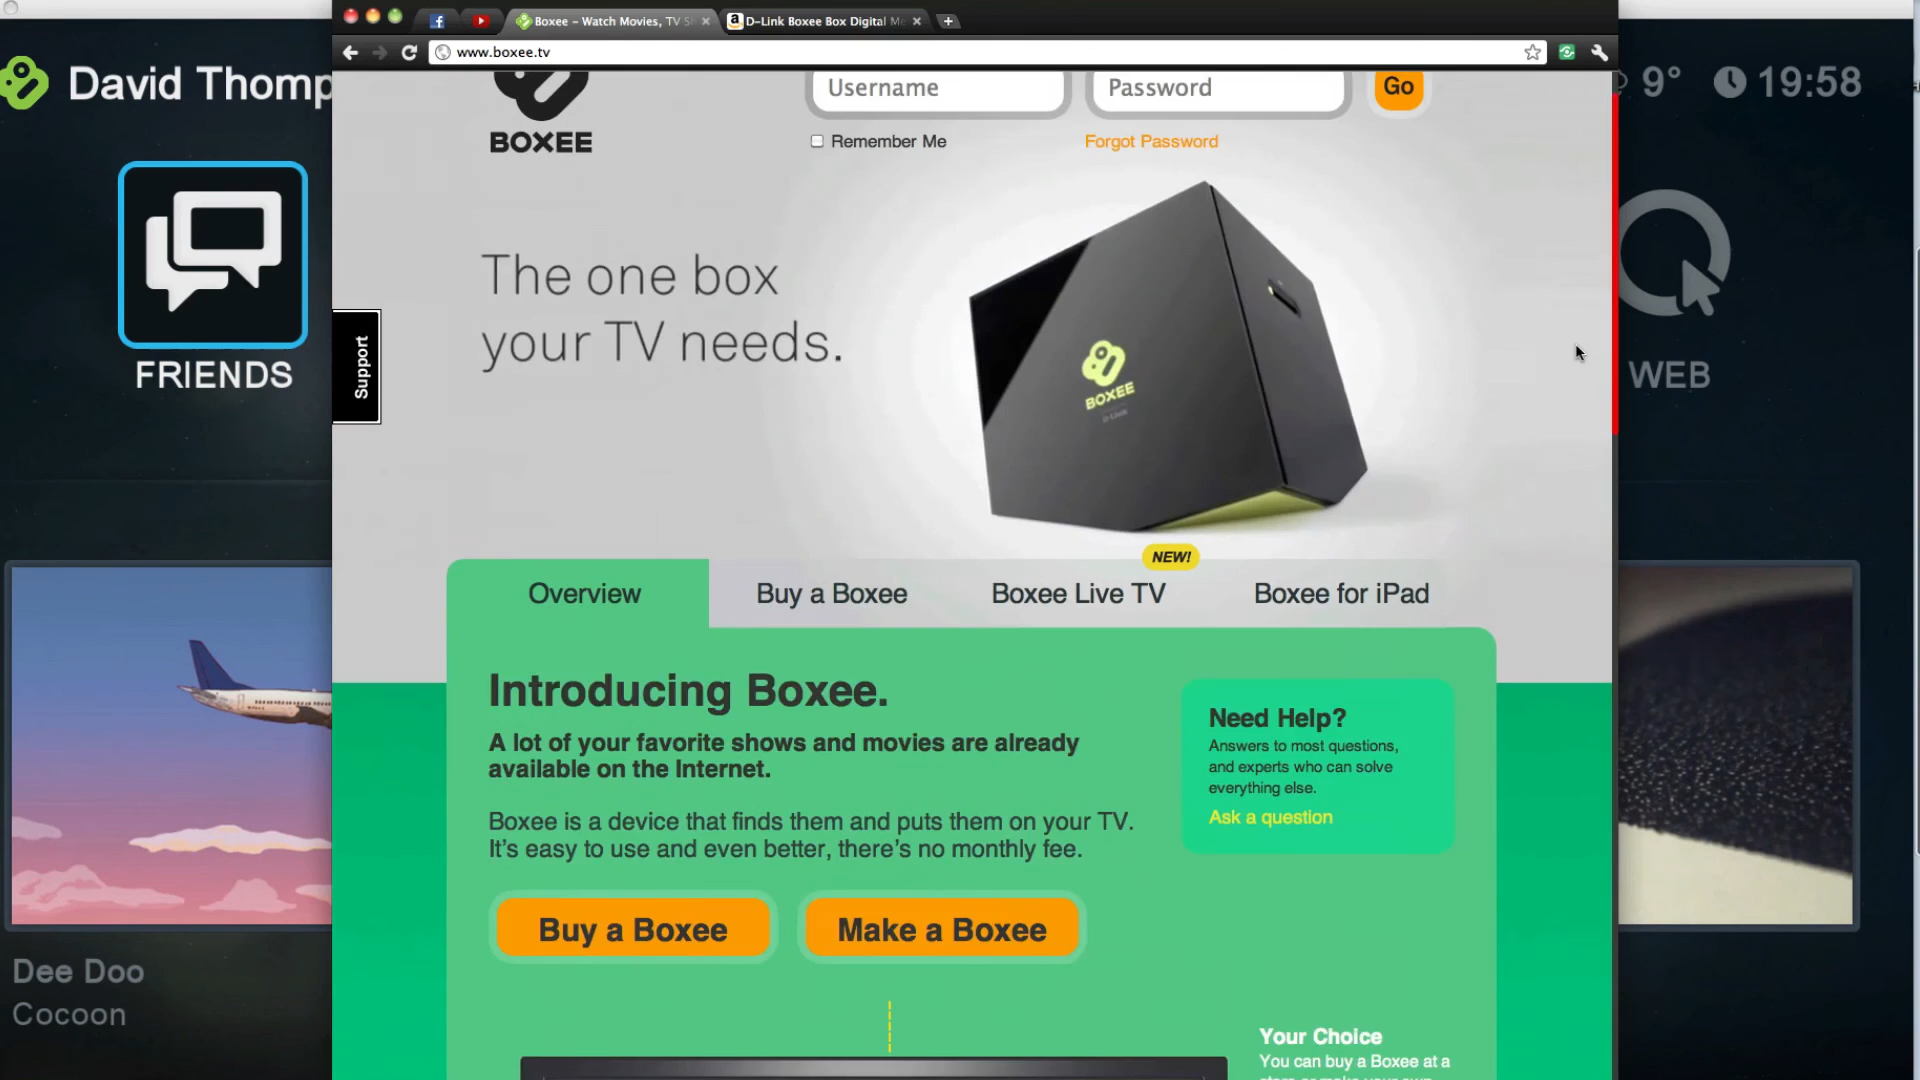 Boxee – Watch Movies, TV S
D-Link Boxee Box Digital Me
www.boxee.tv
David Thomp
9° 19:58
Username
Password
Go
BOXEE
Remember Me
Forgot Password
FRIENDS
WEB
Support
The one box
your TV needs.
BOXEE
D-Link
NEW!
Overview
Buy a Boxee
Boxee Live TV
Boxee for iPad
Introducing Boxee.
A lot of your favorite shows and movies are already
available on the Internet.
Boxee is a device that finds them and puts them on your TV.
It's easy to use and even better, there's no monthly fee.
Need Help?
Answers to most questions,
and experts who can solve
everything else.
Ask a question
Buy a Boxee
Make a Boxee
Dee Doo
Cocoon
Your Choice
You can buy a Boxee at a